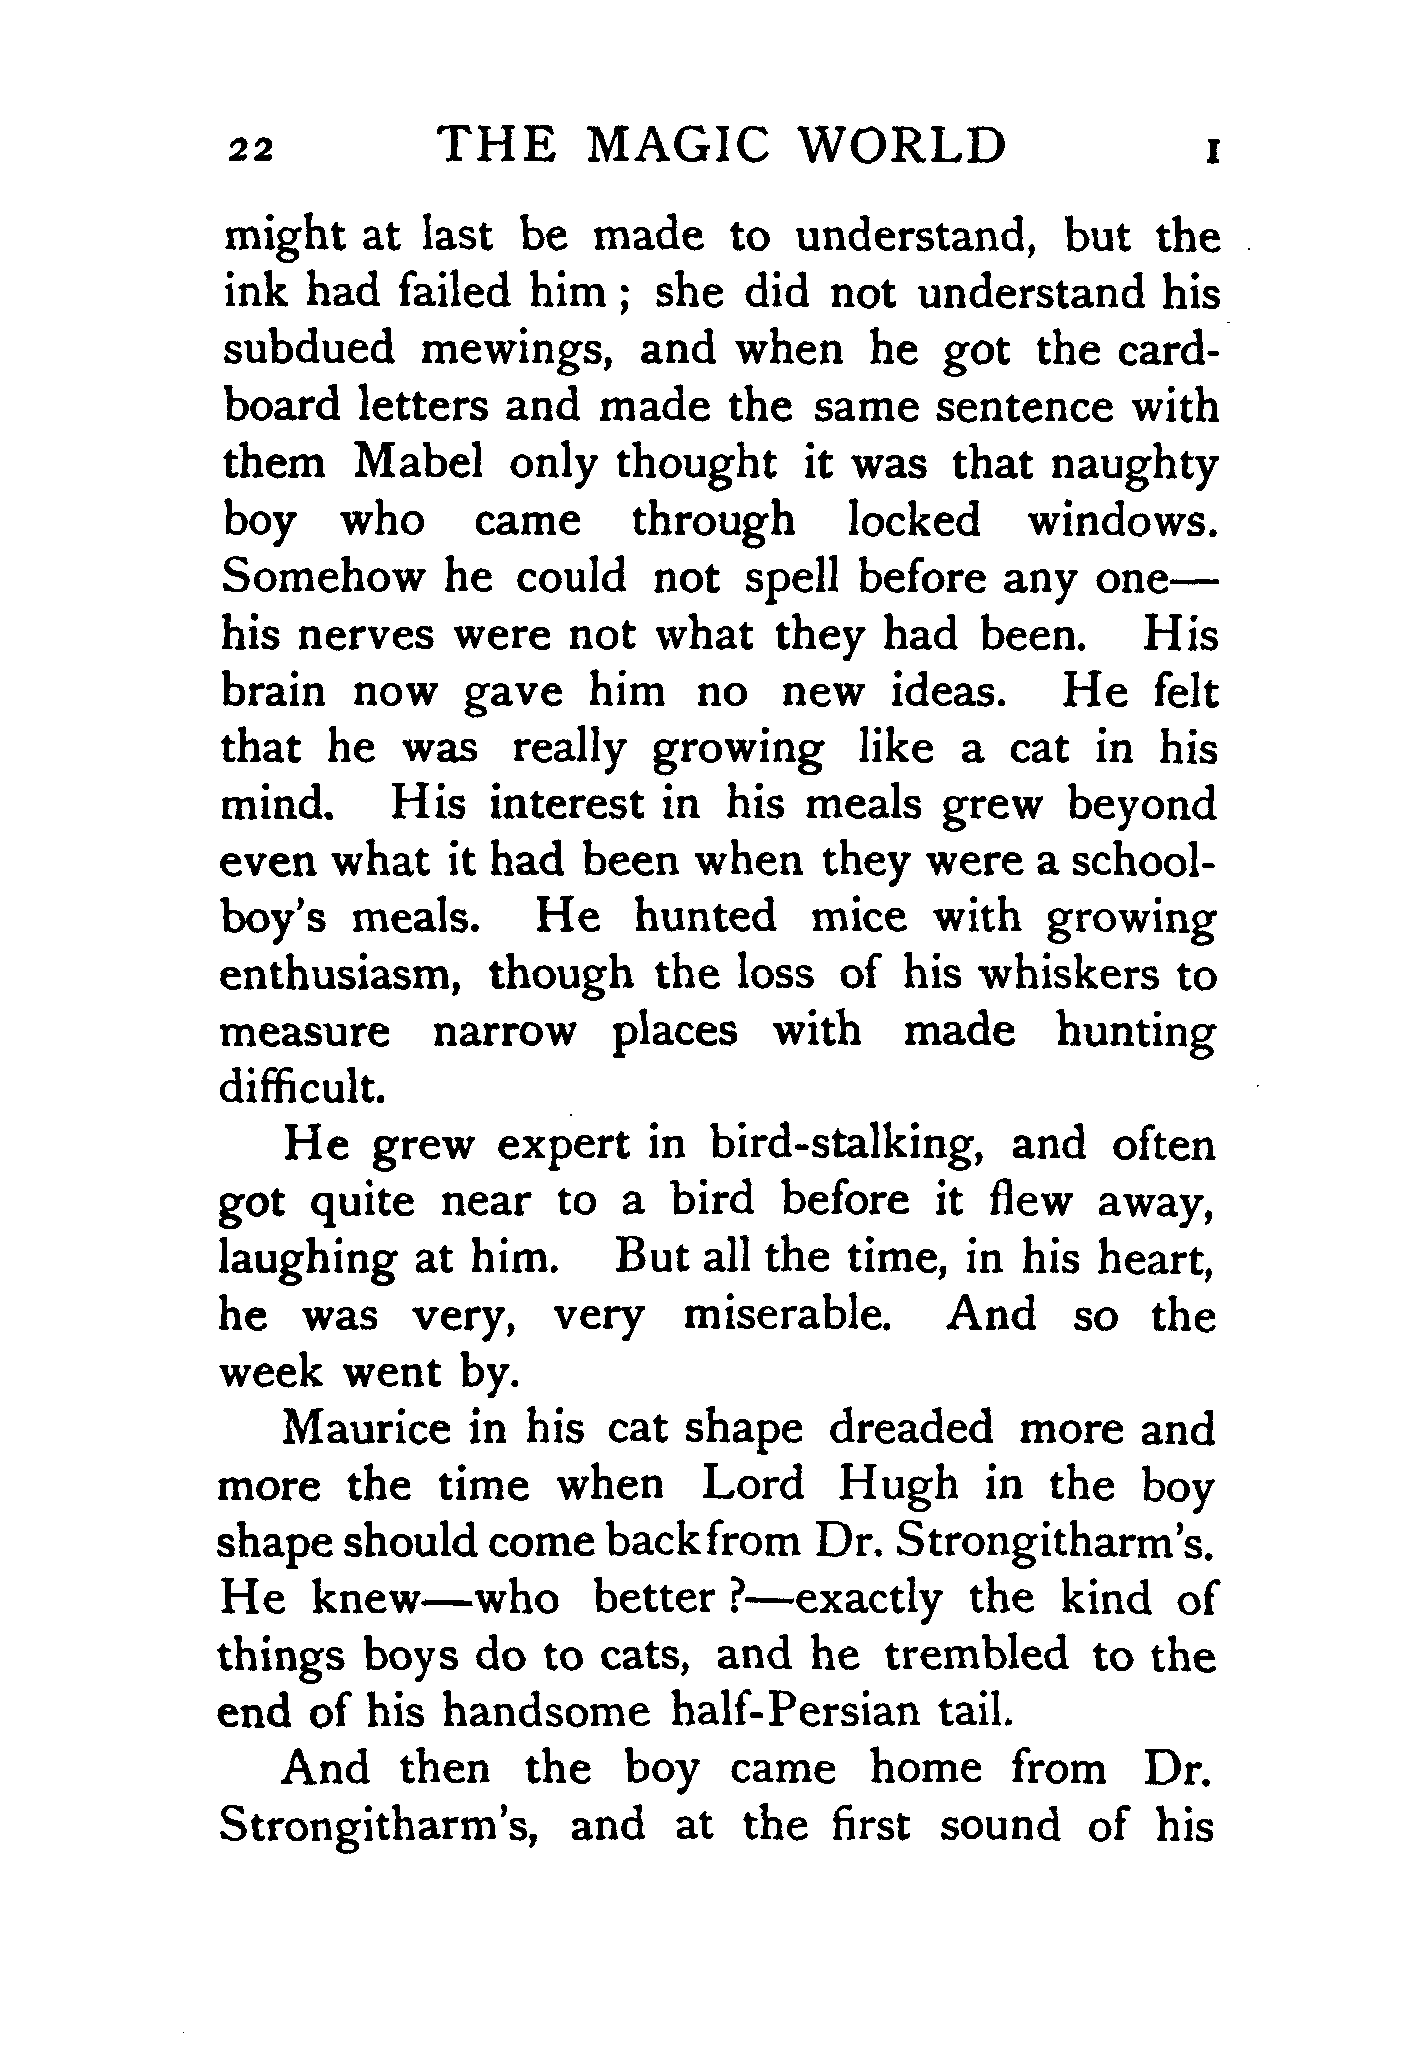 22 THE MAGIC WORLD I
might at last be made to understand, but the
ink had failed him ; she did not understand his
subdued mewings, and when he got the card-
board letters and made the same sentence with
them Mabel only thought it was that naughty
boy who came through locked windows.
Somehow he could not spell before any one—
his nerves were not what they had been. His
brain now gave him no new ideas. He felt
that he was really growing like a cat in his
mind. His interest in his meals grew beyond
even what it had been when they were a school-
boy's meals. He hunted mice with growing
enthusiasm, though the loss of his whiskers to
measure narrow places with made hunting
difficult.
He grew expert in bird-stalking, and often
got quite near to a bird before it flew away,
laughing at him. But all the time, in his heart,
he was very, very miserable. And so the
week went by.
Maurice in his cat shape dreaded more and
more the time when Lord Hugh in the boy
shape should come back from Dr. Strongitharm's.
He knew—who better ?—exactly the kind of
things boys do to cats, and he trembled to the
end of his handsome half-Persian tail.
And then the boy came home from Dr.
Strongitharm's, and at the first sound of his